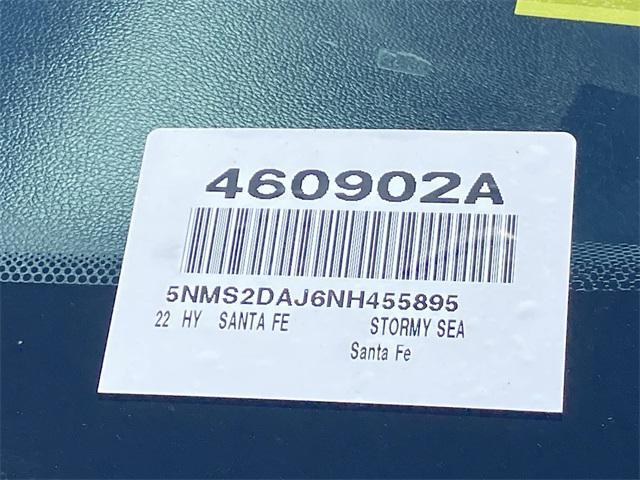 460902A
5NMS2DAJ6NH455895
22 HY SANTA FE STORMY SEA
Santa Fe